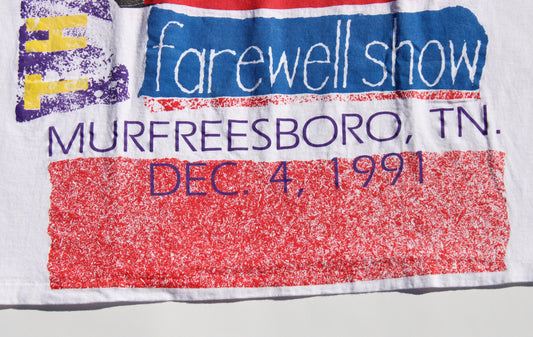 farewell show
MURFREESBORO, TN.
DEC. 4, 1991